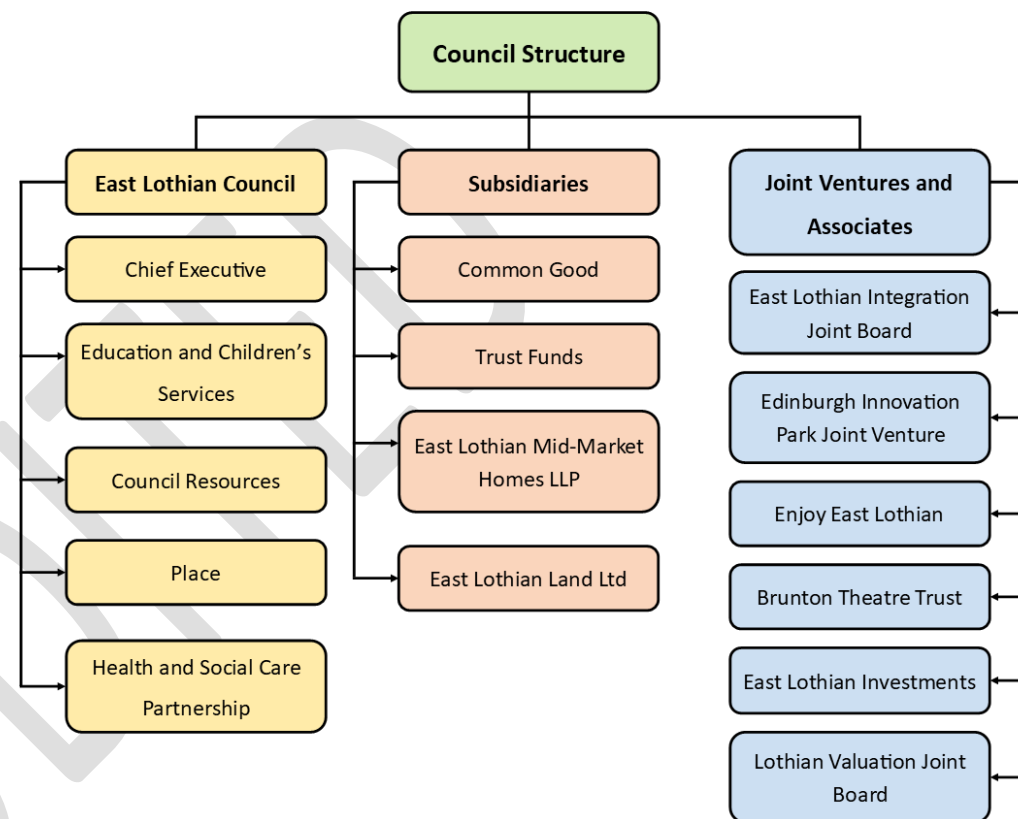 Council Structure
East Lothian Council
Chief Executive
Education and Children’s
Services
Council Resources
Place
Health and Social Care
Partnership
Subsidiaries
Common Good
Trust Funds
East Lothian Mid-Market
Homes LLP
East Lothian Land Ltd
Joint Ventures and
Associates
East Lothian Integration
Joint Board
Edinburgh Innovation
Park Joint Venture
Enjoy East Lothian
Brunton Theatre Trust
East Lothian Investments
Lothian Valuation Joint
Board